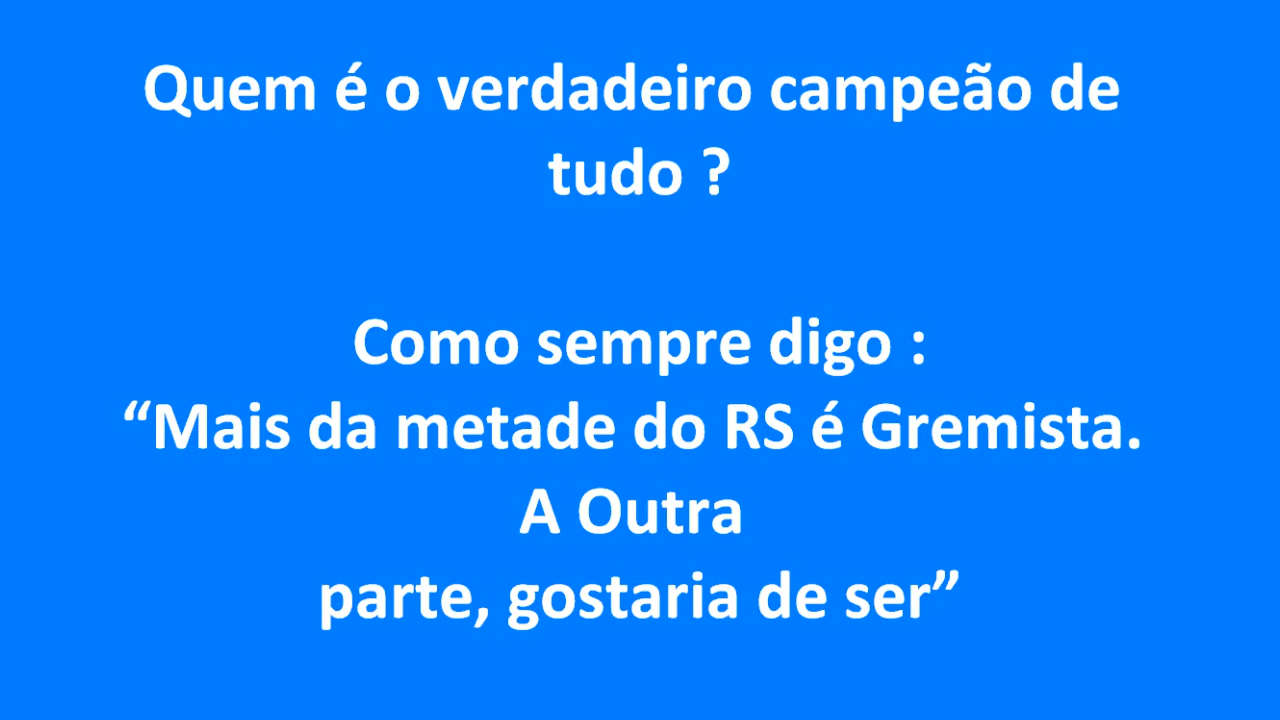 Quem é o verdadeiro campeão de
tudo ?
Como sempre digo :
“Mais da metade do RS é Gremista.
A Outra
parte, gostaria de ser”